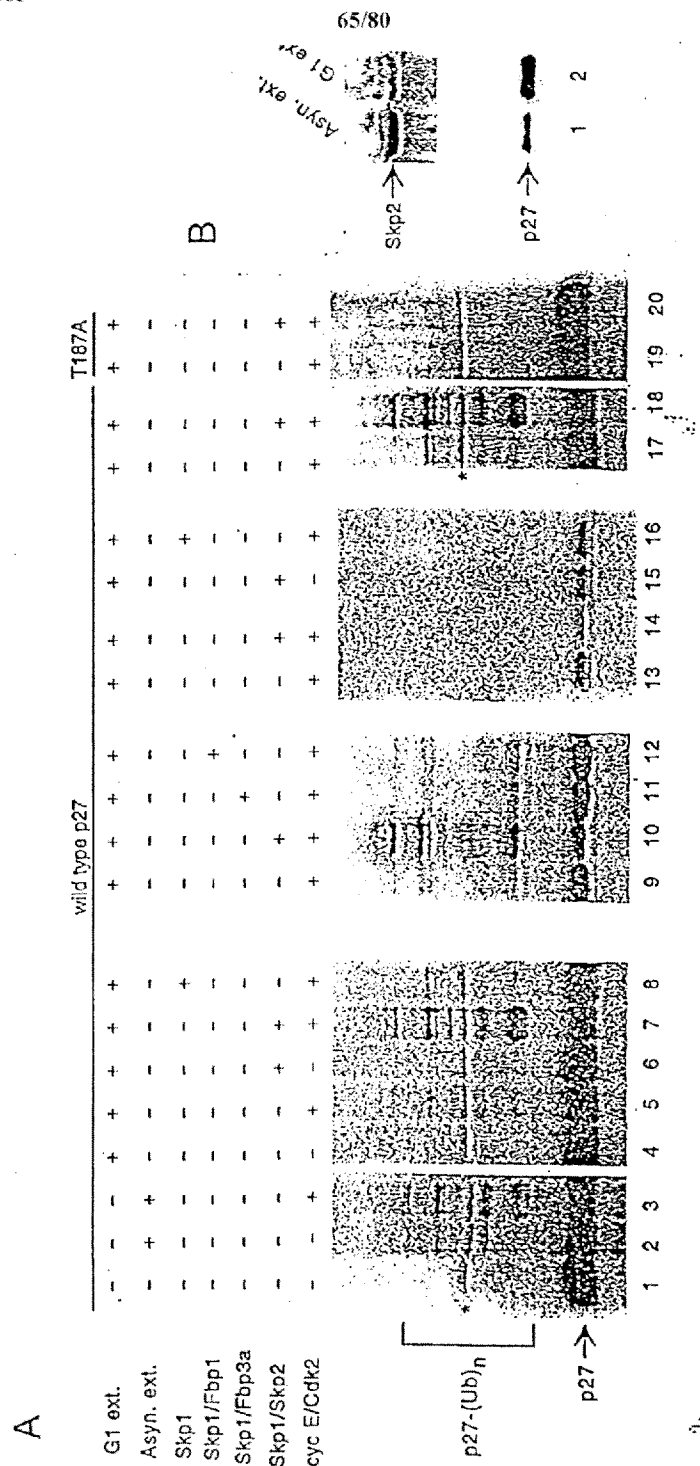 65/80
A
wild type p27
T187A
G1 ext. - - - + + + + + + + + + + + + + + + + +
Asyn. ext. - + + - - - - - - - - - - - - - - - - -
Skp1 - - - - - - - + - - - - - - - + - - - -
Skp1/Fbp1 - - - - - - - - - - - + - - - - - - - -
Skp1/Fbp3a - - - - - - - - - - + - - - - - - - - -
Skp1/Skp2 - - - - - + + - - + - - - + + - - + - +
cyc E/Cdk2 - - + - + - + + + + + + + + - + + + + +
p27-(Ub)n
*
*
p27 →
1 2 3 4 5 6 7 8 9 10 11 12 13 14 15 16 17 18 19 20
B
Asyn. ext.
G1 ex
Skp2 →
p27 →
1 2